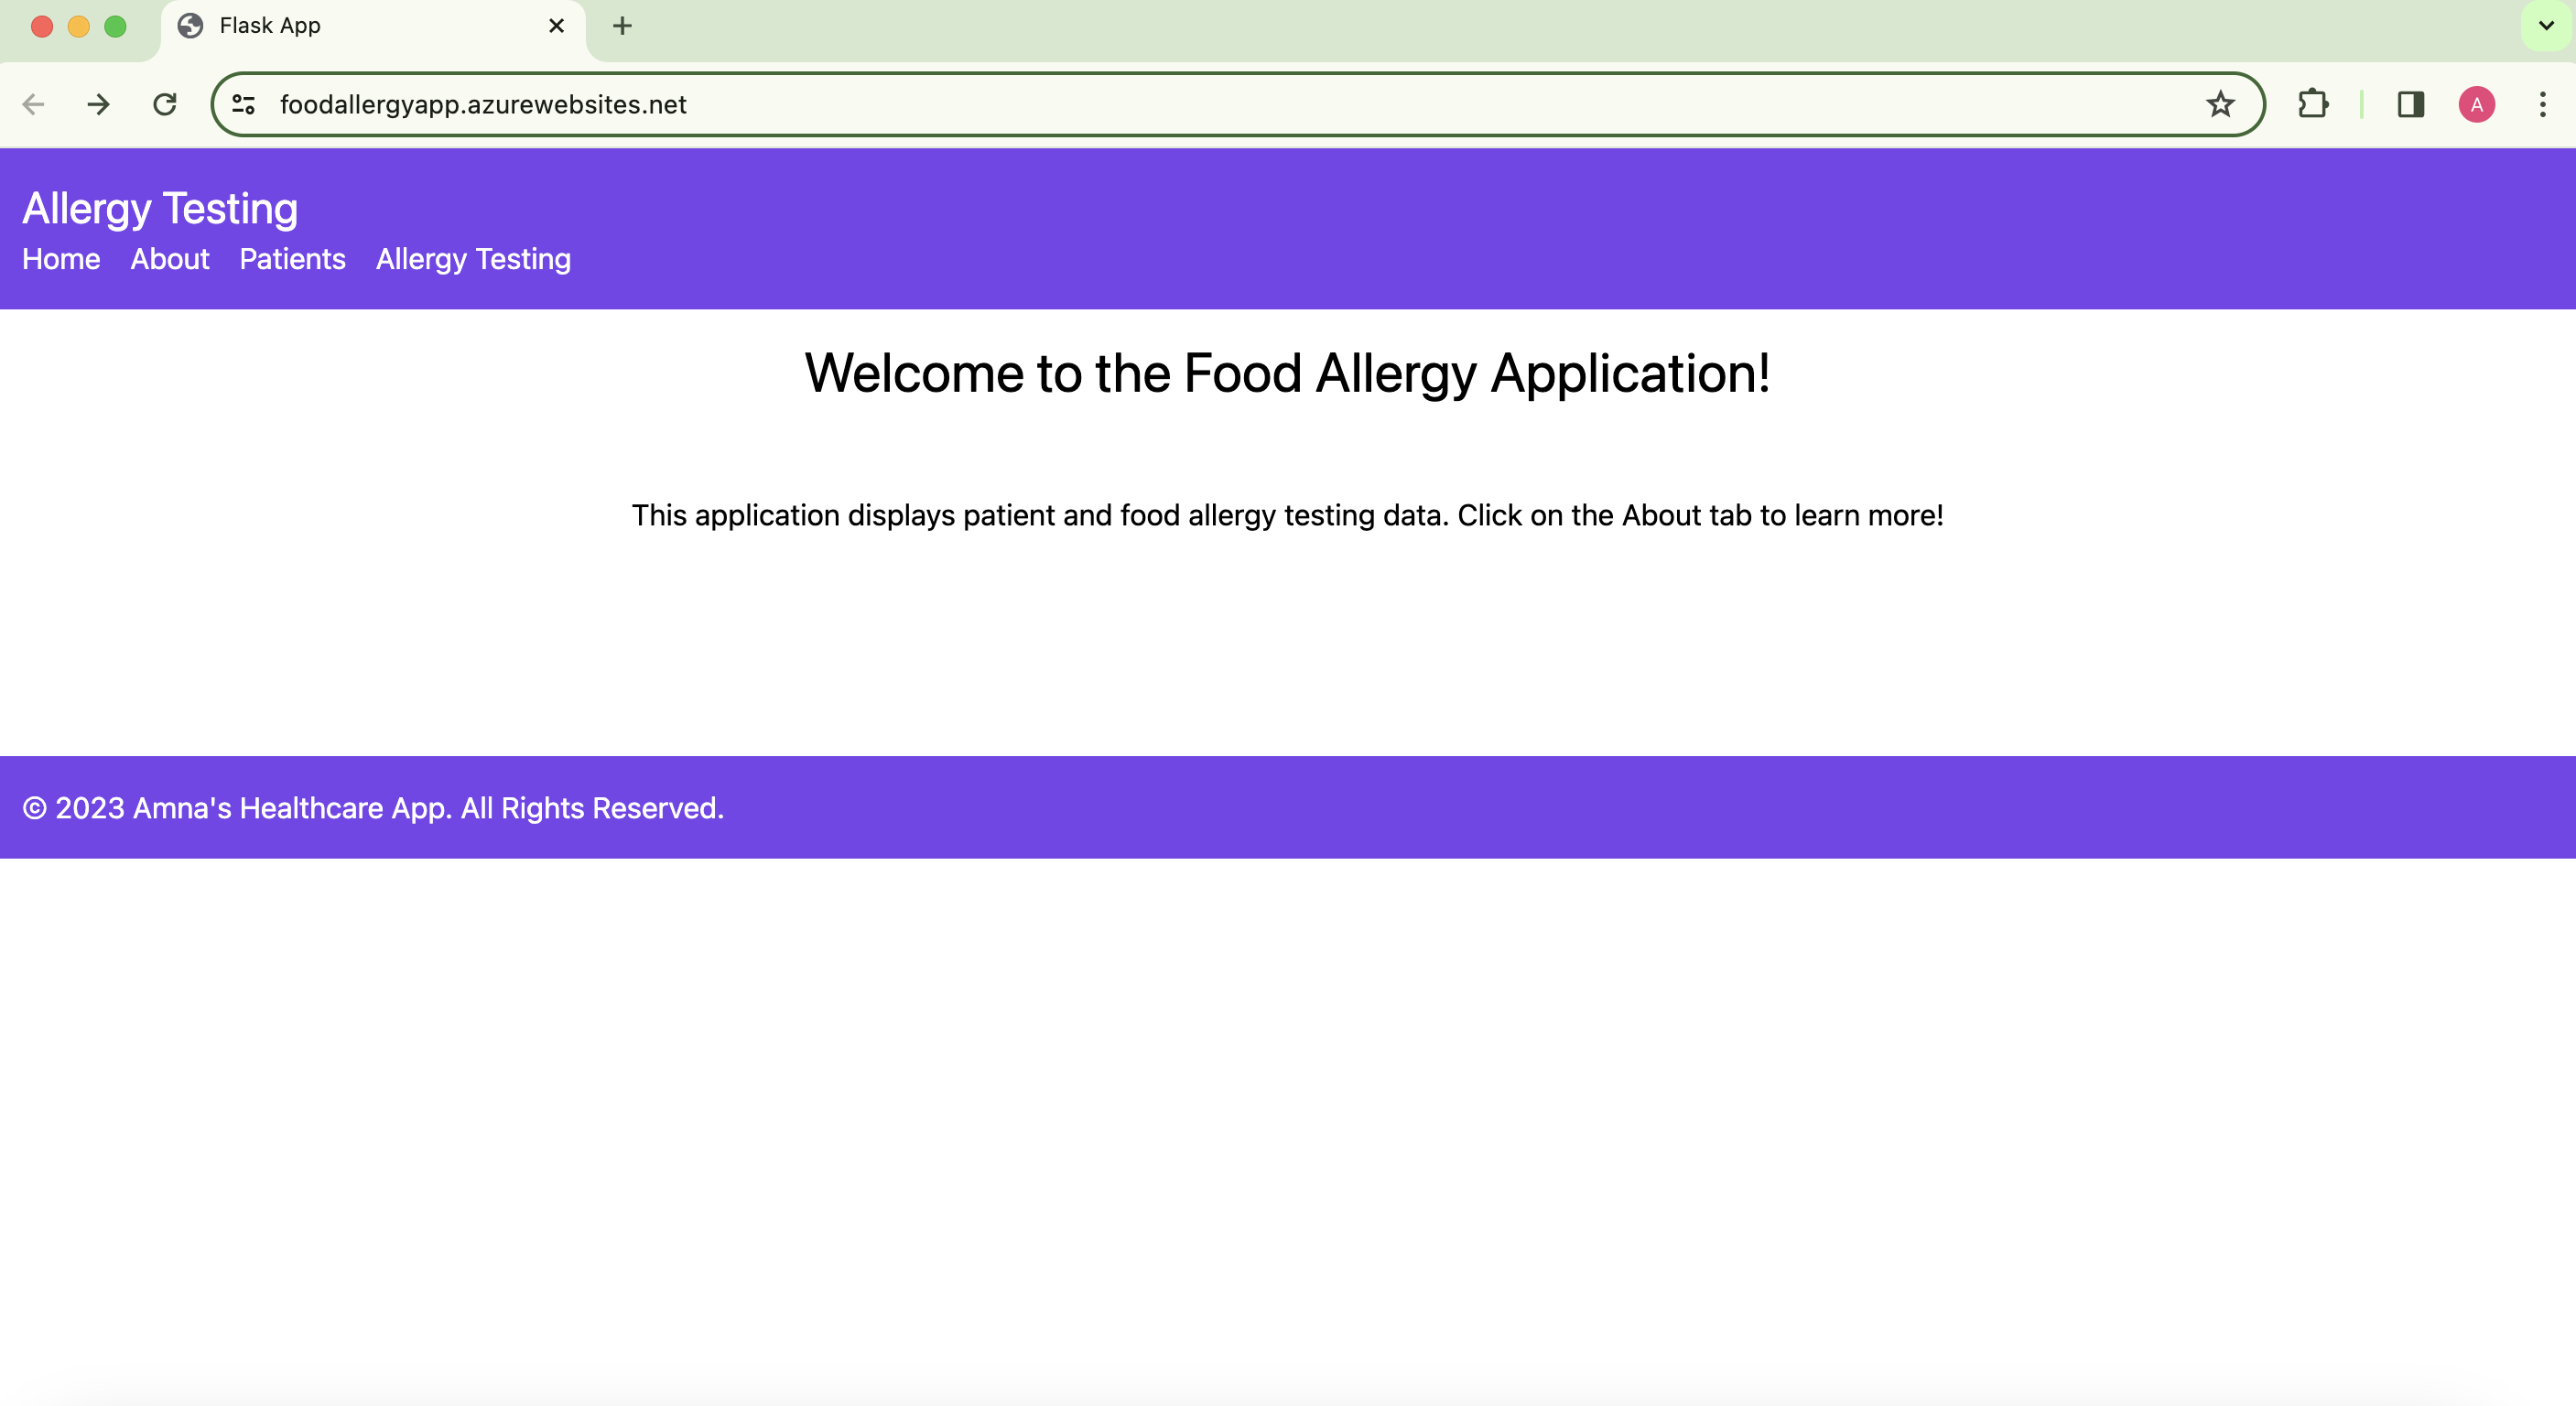 Flask App
foodallergyapp.azurewebsites.net
A
Allergy Testing
Home About Patients Allergy Testing
Welcome to the Food Allergy Application!
This application displays patient and food allergy testing data. Click on the About tab to learn more!
© 2023 Amna's Healthcare App. All Rights Reserved.